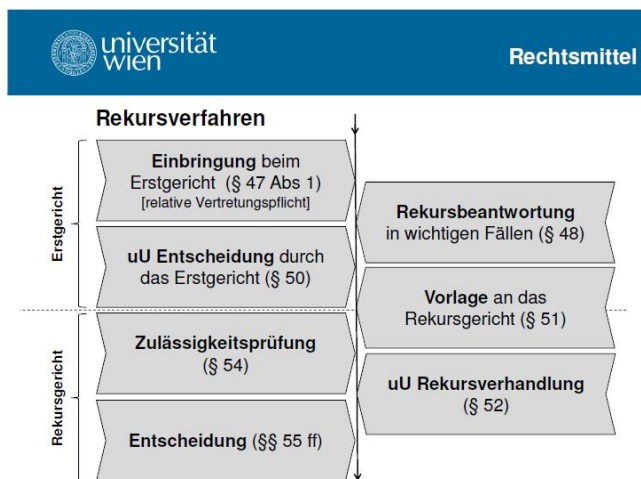 universität
wien
Rechtsmittel
Rekursverfahren
Erstgericht
Einbringung beim
Erstgericht (§ 47 Abs 1)
[relative Vertretungspflicht]
Rekursbeantwortung
in wichtigen Fällen (§ 48)
uU Entscheidung durch
das Erstgericht (§ 50)
Vorlage an das
Rekursgericht (§ 51)
Rekursgericht
Zulässigkeitsprüfung
(§ 54)
uU Rekursverhandlung
(§ 52)
Entscheidung (§§ 55 ff)